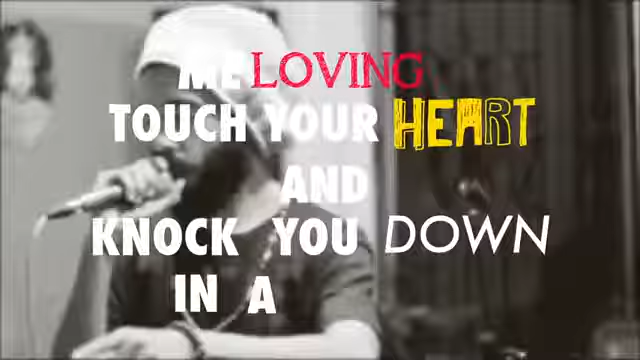 ME LOVING
TOUCH YOUR HEART
AND
KNOCK YOU DOWN
IN A